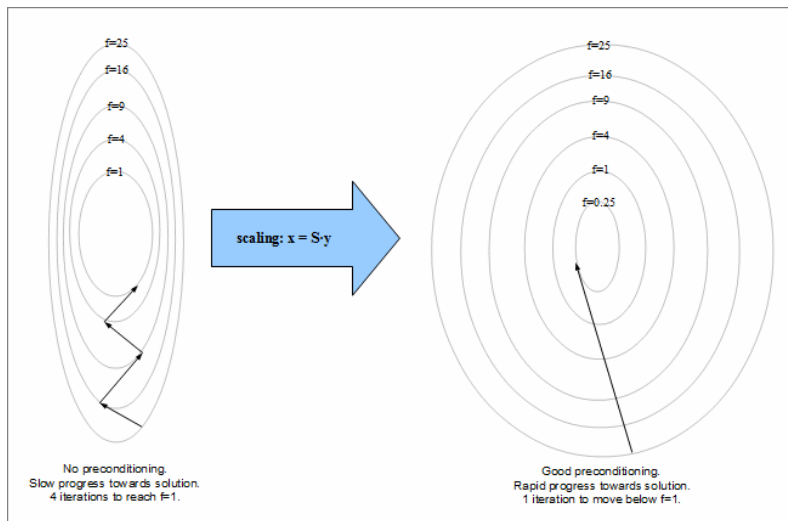 f=25
f=16
f=9
f=4
f=1
scaling: x = S·y
f=25
f=16
f=9
f=4
f=1
f=0.25
No preconditioning.
Slow progress towards solution.
4 iterations to reach f=1.
Good preconditioning.
Rapid progress towards solution.
1 iteration to move below f=1.